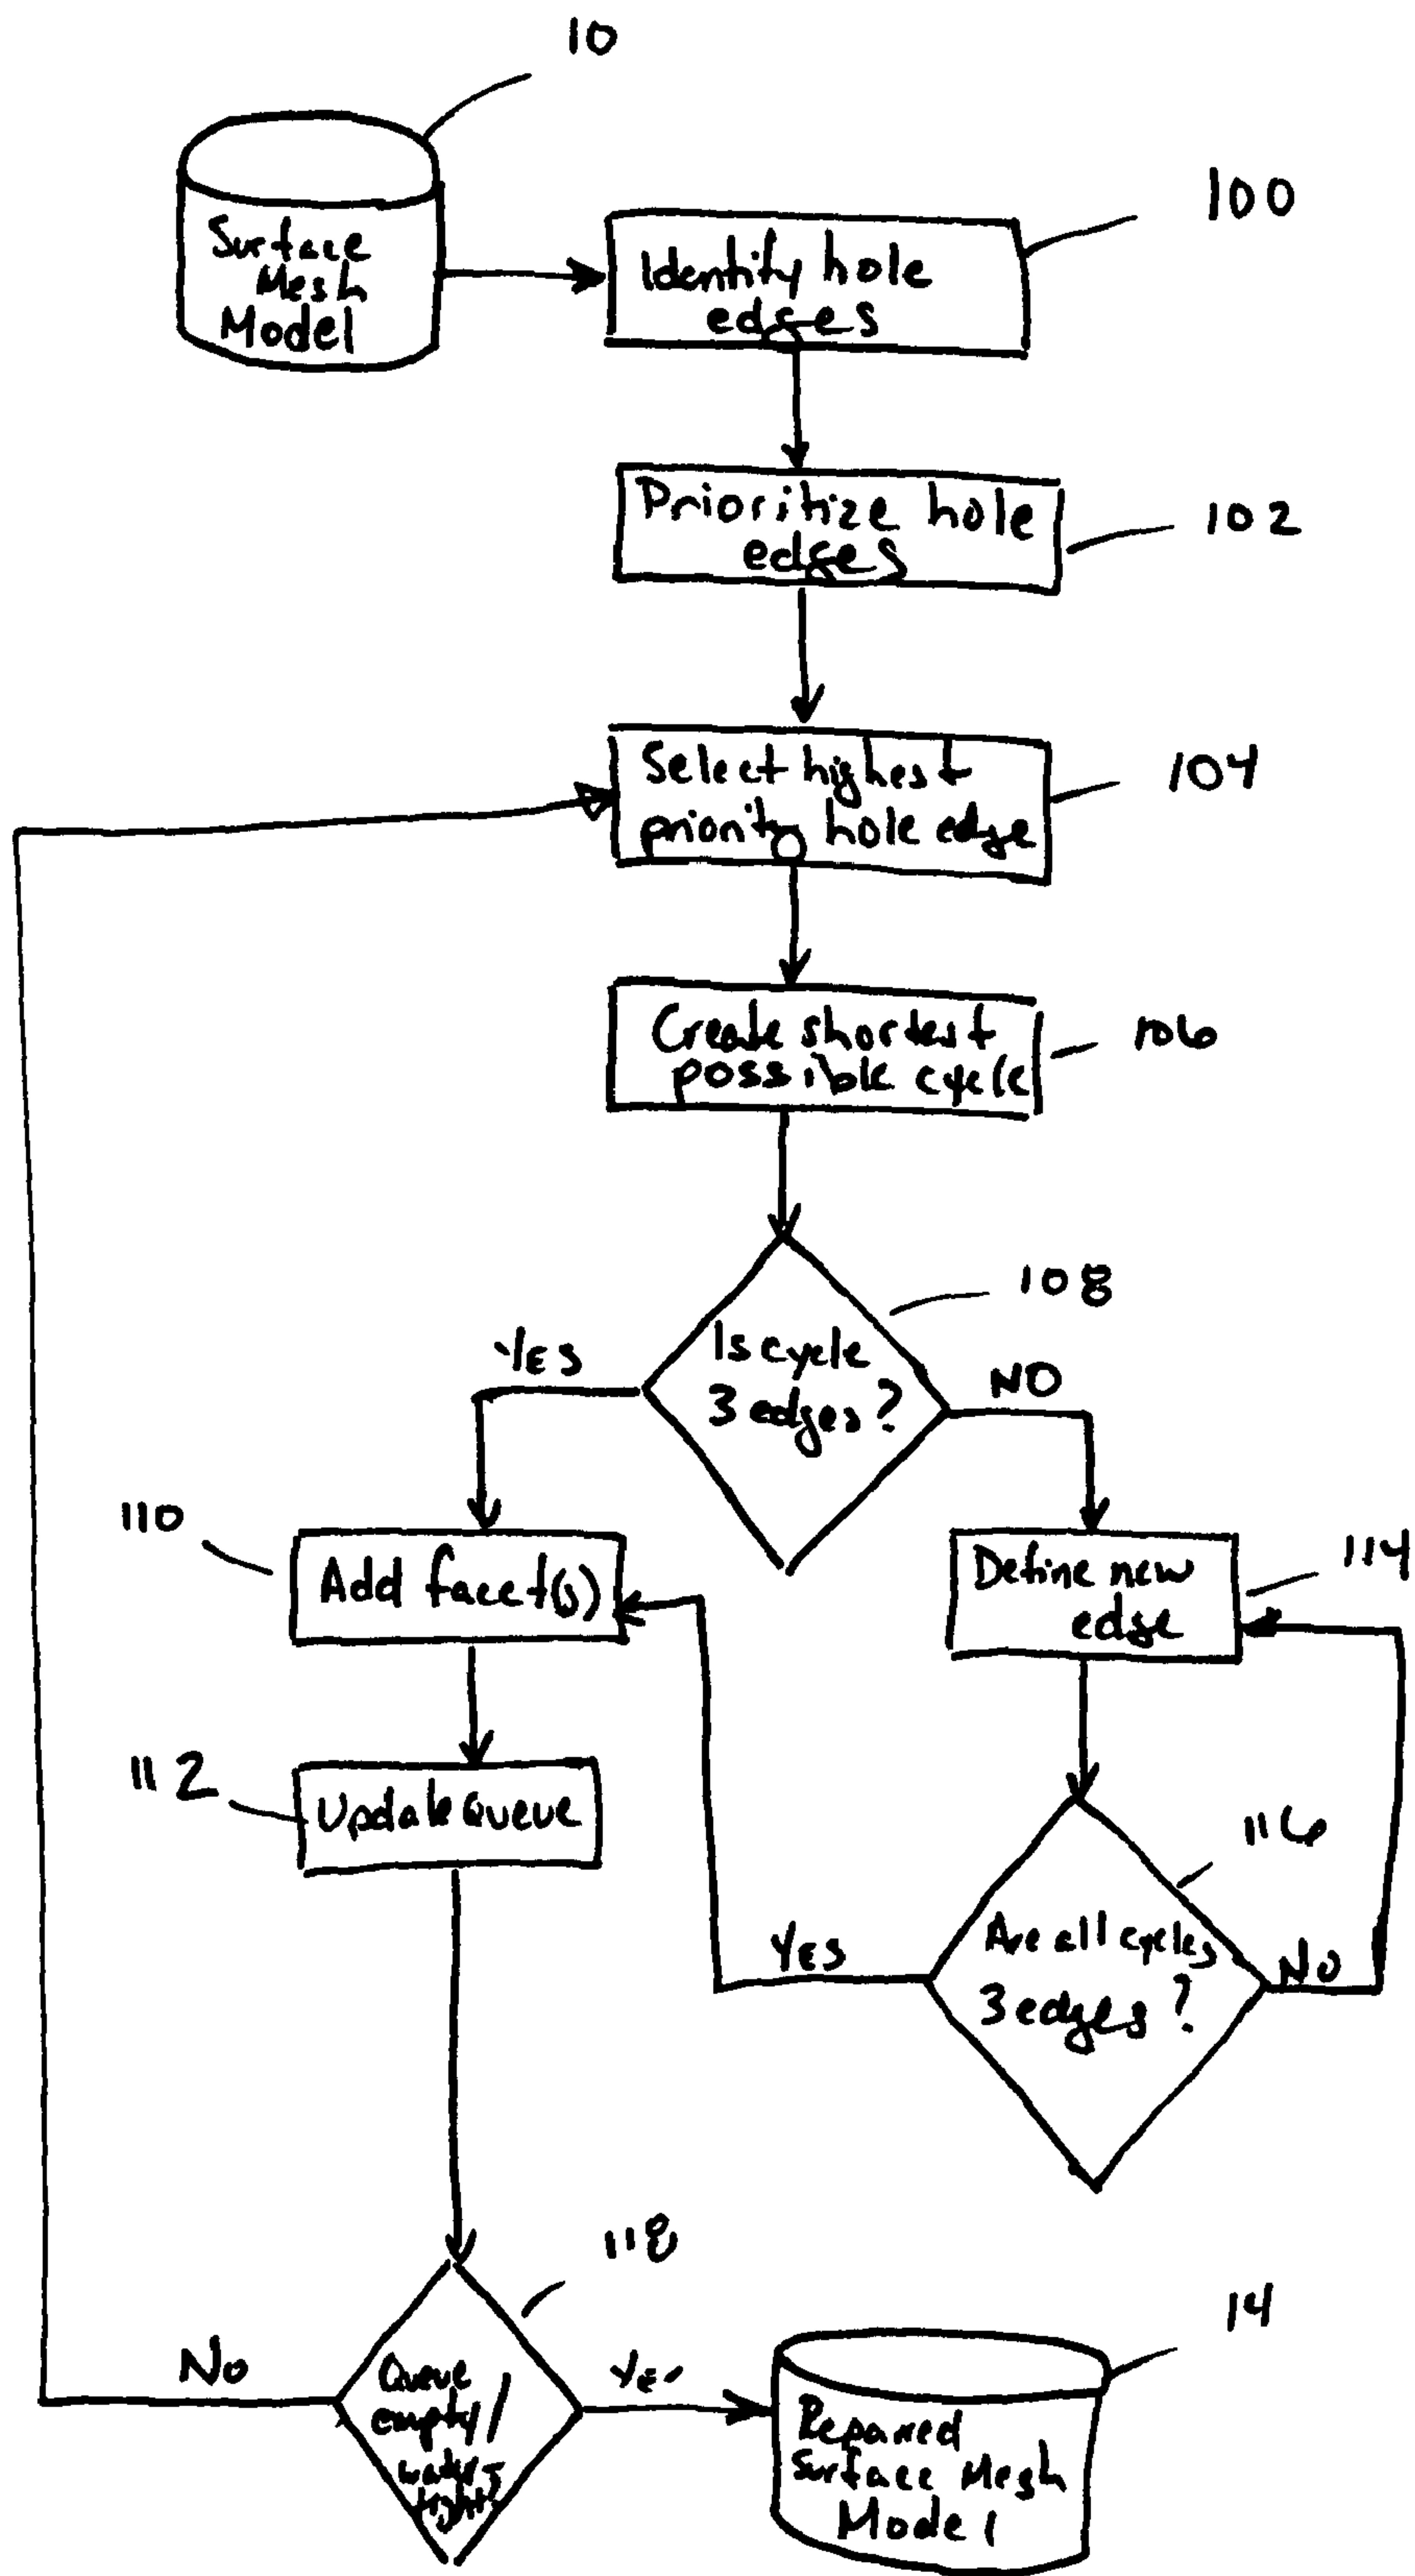 10
Surface
Mesh
Model
100
Identify hole
edges
Prioritize hole
edges
102
Select highest
priority hole edge
104
Create shortest
possible cycle
106
108
Is cycle
3 edges?
YES
NO
110
Add facet(s)
Define new
edge
114
112
Update Queue
116
Are all cycles
3 edges?
YES
NO
118
Queue
empty/
water
tight?
No
Yes
14
Repaired
Surface Mesh
Model